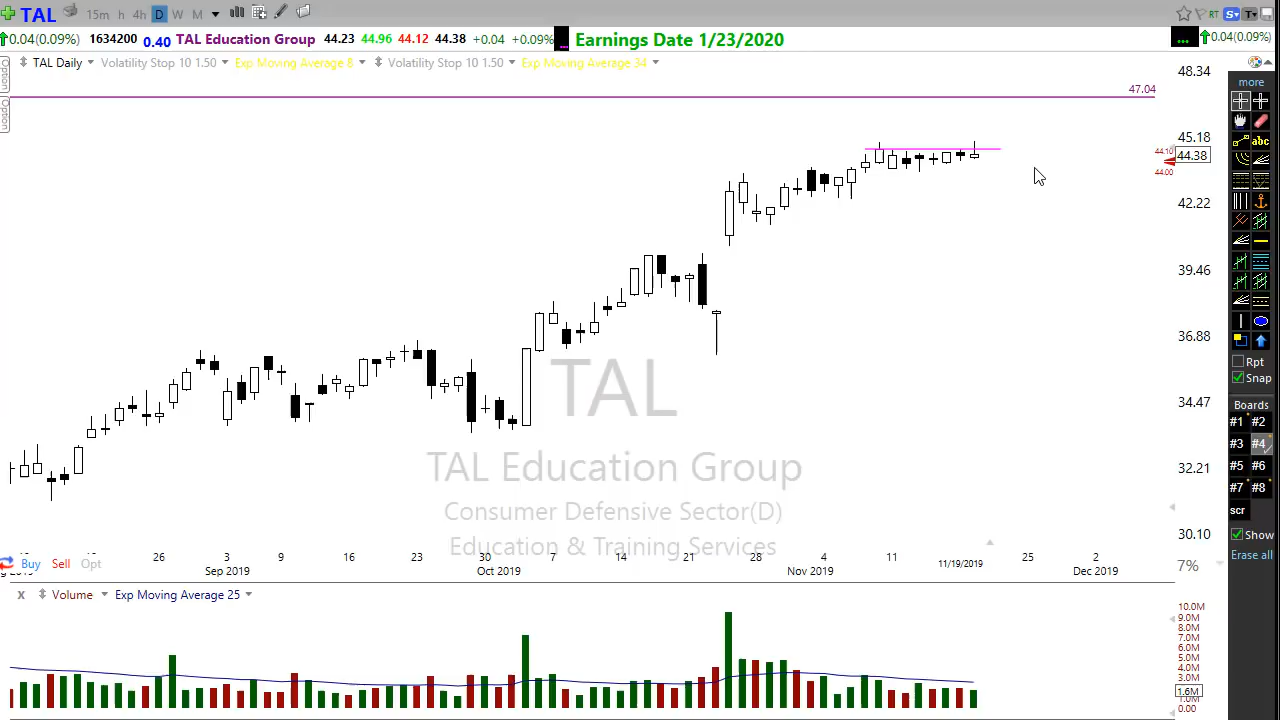 TAL 15m h 4h D W M RT S T
0.04(0.09%) 1634200 0.40 TAL Education Group 44.23 44.96 44.12 44.38 +0.04 +0.09% ... Earnings Date 1/23/2020 ... 0.04(0.09%)
TAL Daily Volatility Stop 10 1.50 Exp Moving Average 8 Volatility Stop 10 1.50 Exp Moving Average 34
Option
Option
48.34
more
47.04
45.18
abc
44.10
44.38
44.00
42.22
39.46
36.88
Rpt
Snap
TAL
34.47
Boards
#1 #2
#3 #4
TAL Education Group
32.21
#5 #6
#7 #8
Consumer Defensive Sector(D)
scr
30.10
Show
Education & Training Services
Erase all
26 3 9 16 23 30 7 14 21 4 11 11/19/2019 25 2
Buy Sell Opt
Sep 2019 Oct 2019 Nov 2019 Dec 2019
7%
X Volume Exp Moving Average 25
10.0M
9.0M
8.0M
7.0M
6.0M
5.0M
4.0M
3.0M
1.6M
1.0M
0.00